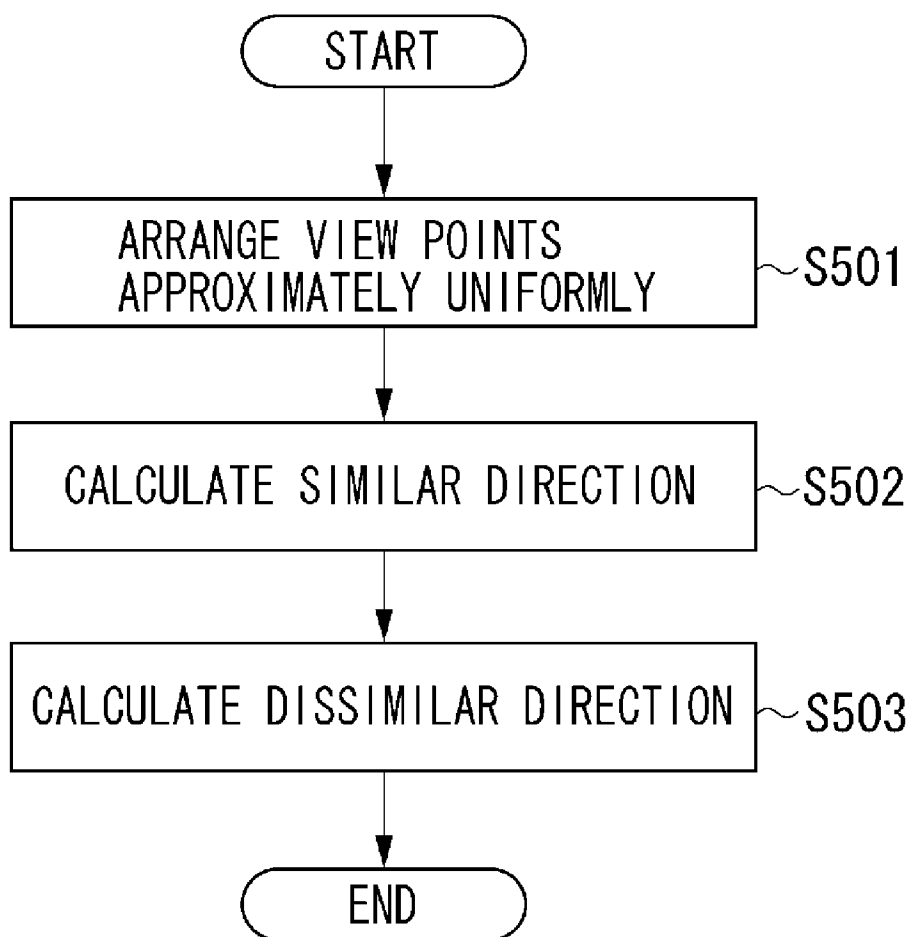 START
ARRANGE VIEW POINTS
APPROXIMATELY UNIFORMLY
S501
CALCULATE SIMILAR DIRECTION
S502
CALCULATE DISSIMILAR DIRECTION
S503
END